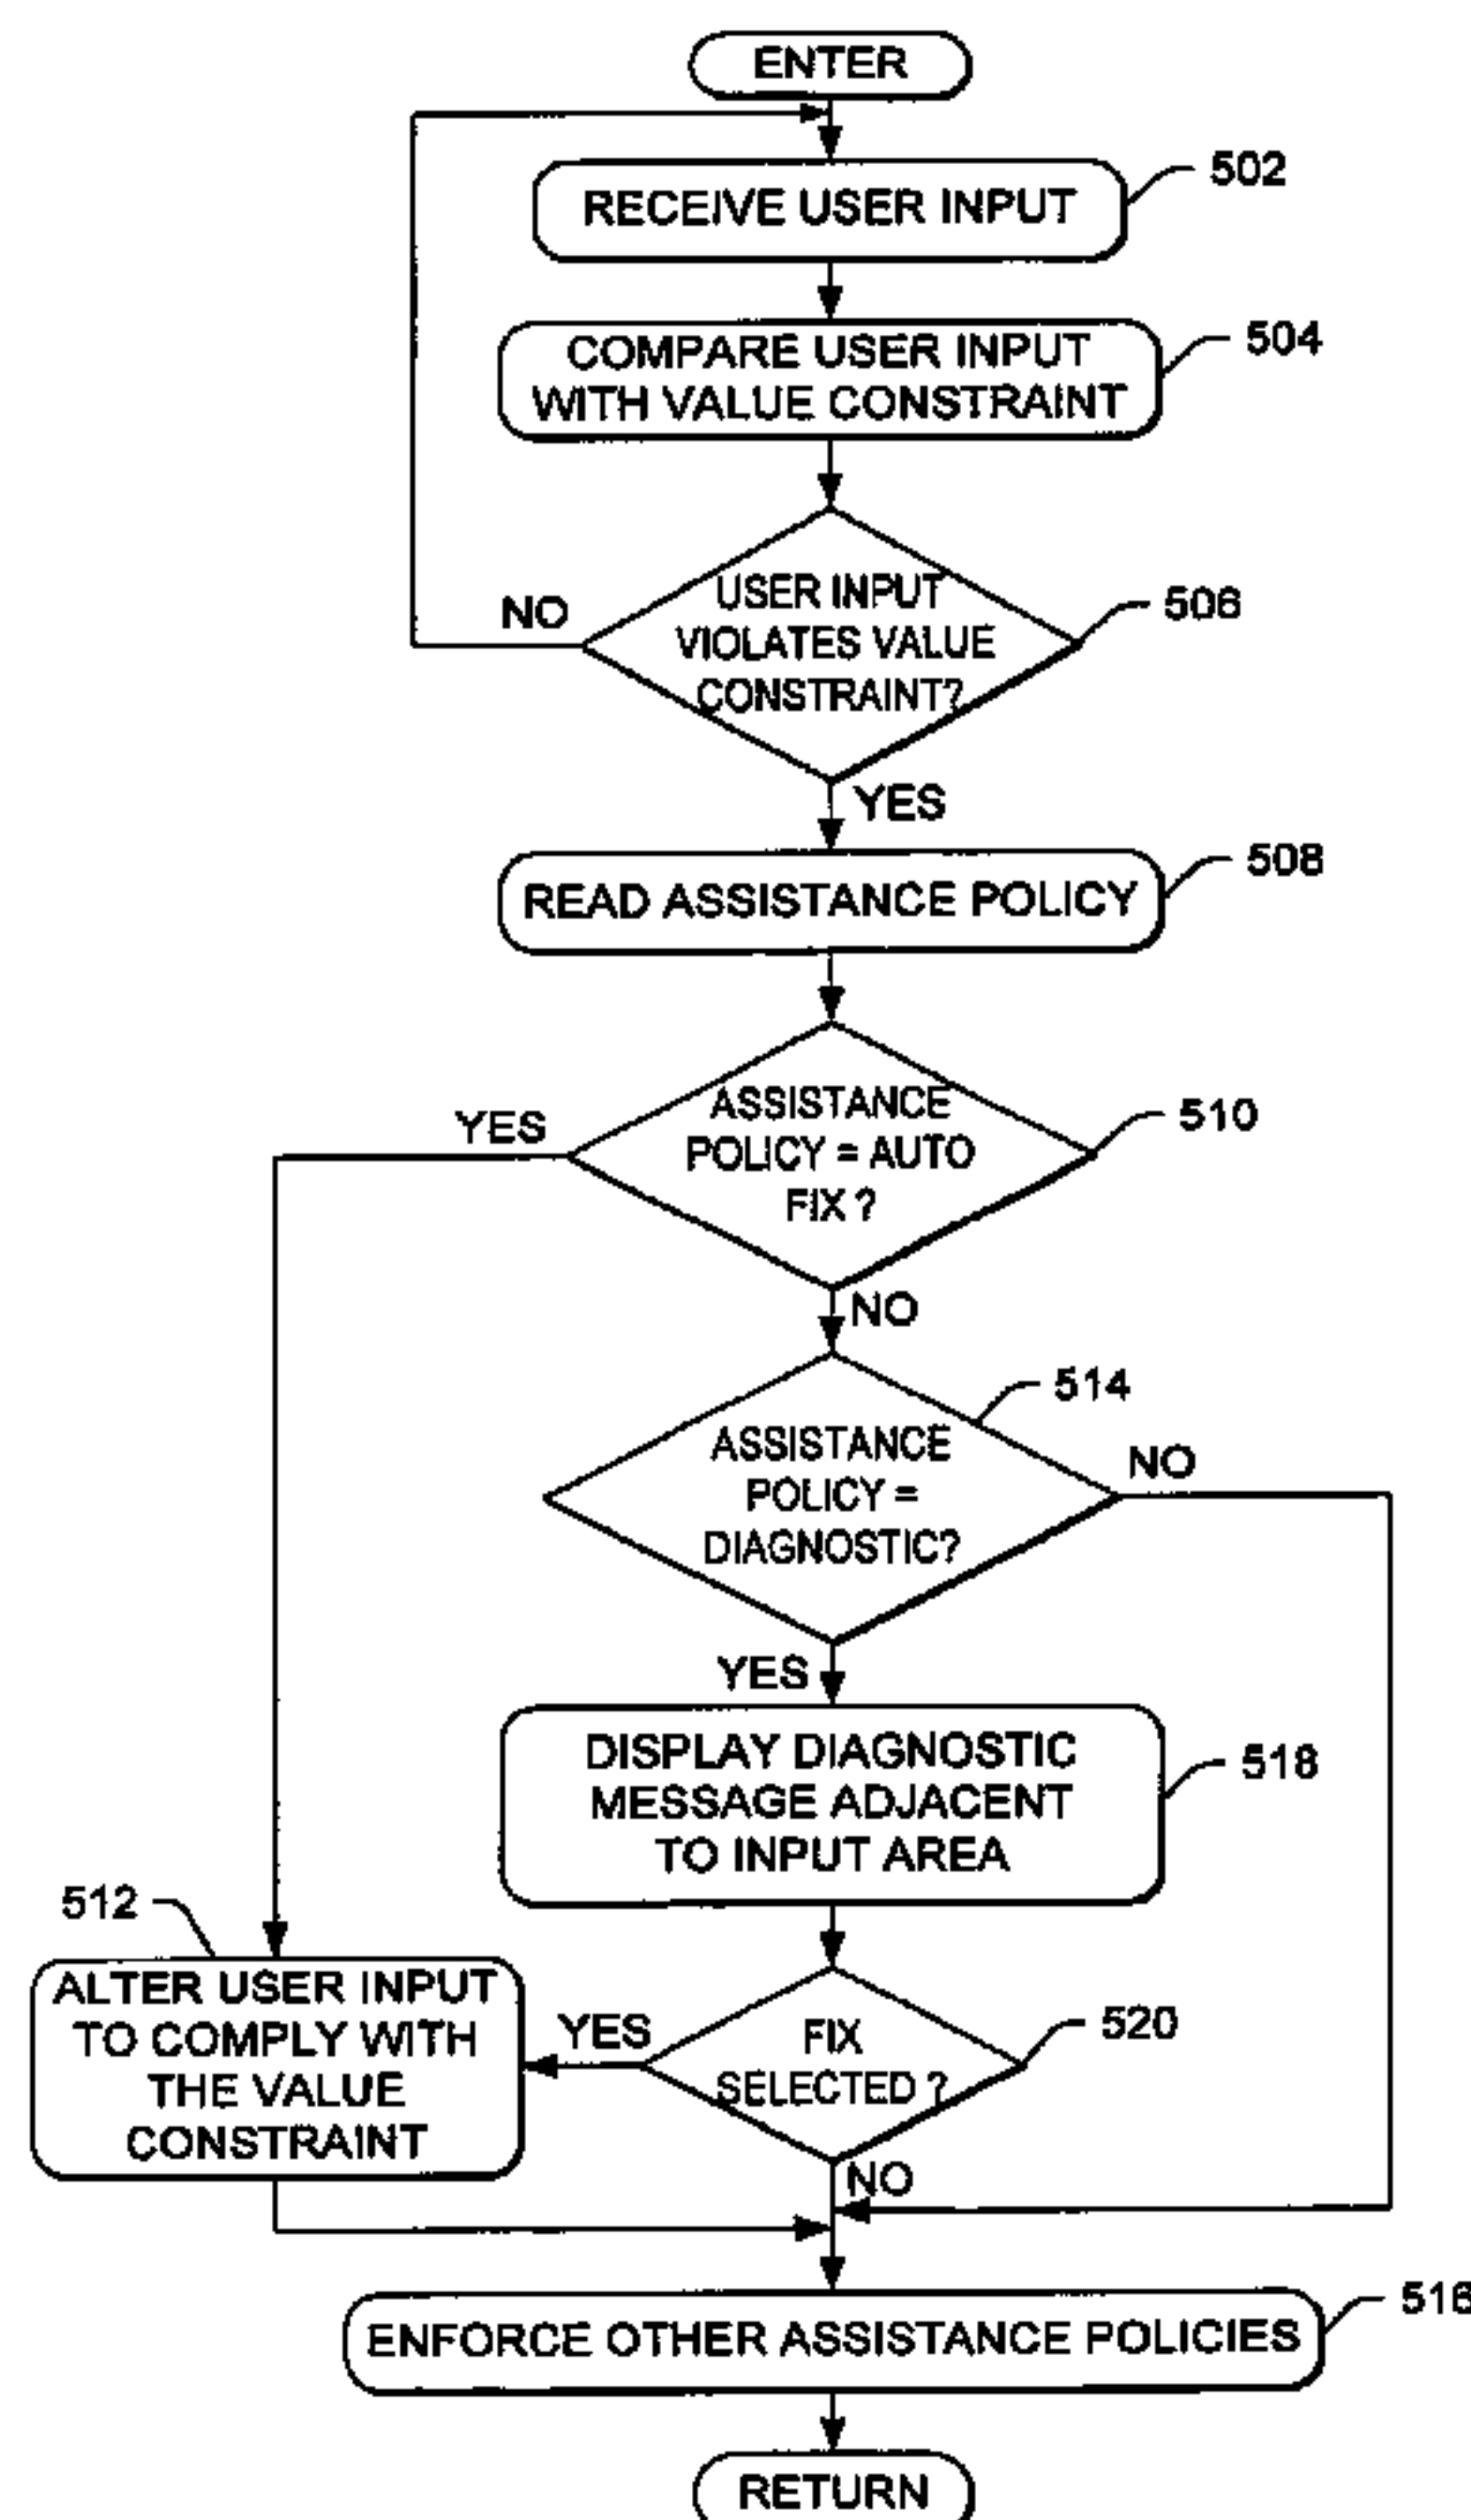 ENTER
RECEIVE USER INPUT
502
COMPARE USER INPUT
WITH VALUE CONSTRAINT
504
USER INPUT
VIOLATES VALUE
CONSTRAINT?
506
NO
YES
READ ASSISTANCE POLICY
508
ASSISTANCE
POLICY = AUTO
FIX ?
510
YES
NO
514
ASSISTANCE
POLICY =
DIAGNOSTIC?
NO
YES
DISPLAY DIAGNOSTIC
MESSAGE ADJACENT
TO INPUT AREA
518
512
ALTER USER INPUT
TO COMPLY WITH
THE VALUE
CONSTRAINT
YES
FIX
SELECTED ?
520
NO
ENFORCE OTHER ASSISTANCE POLICIES
516
RETURN